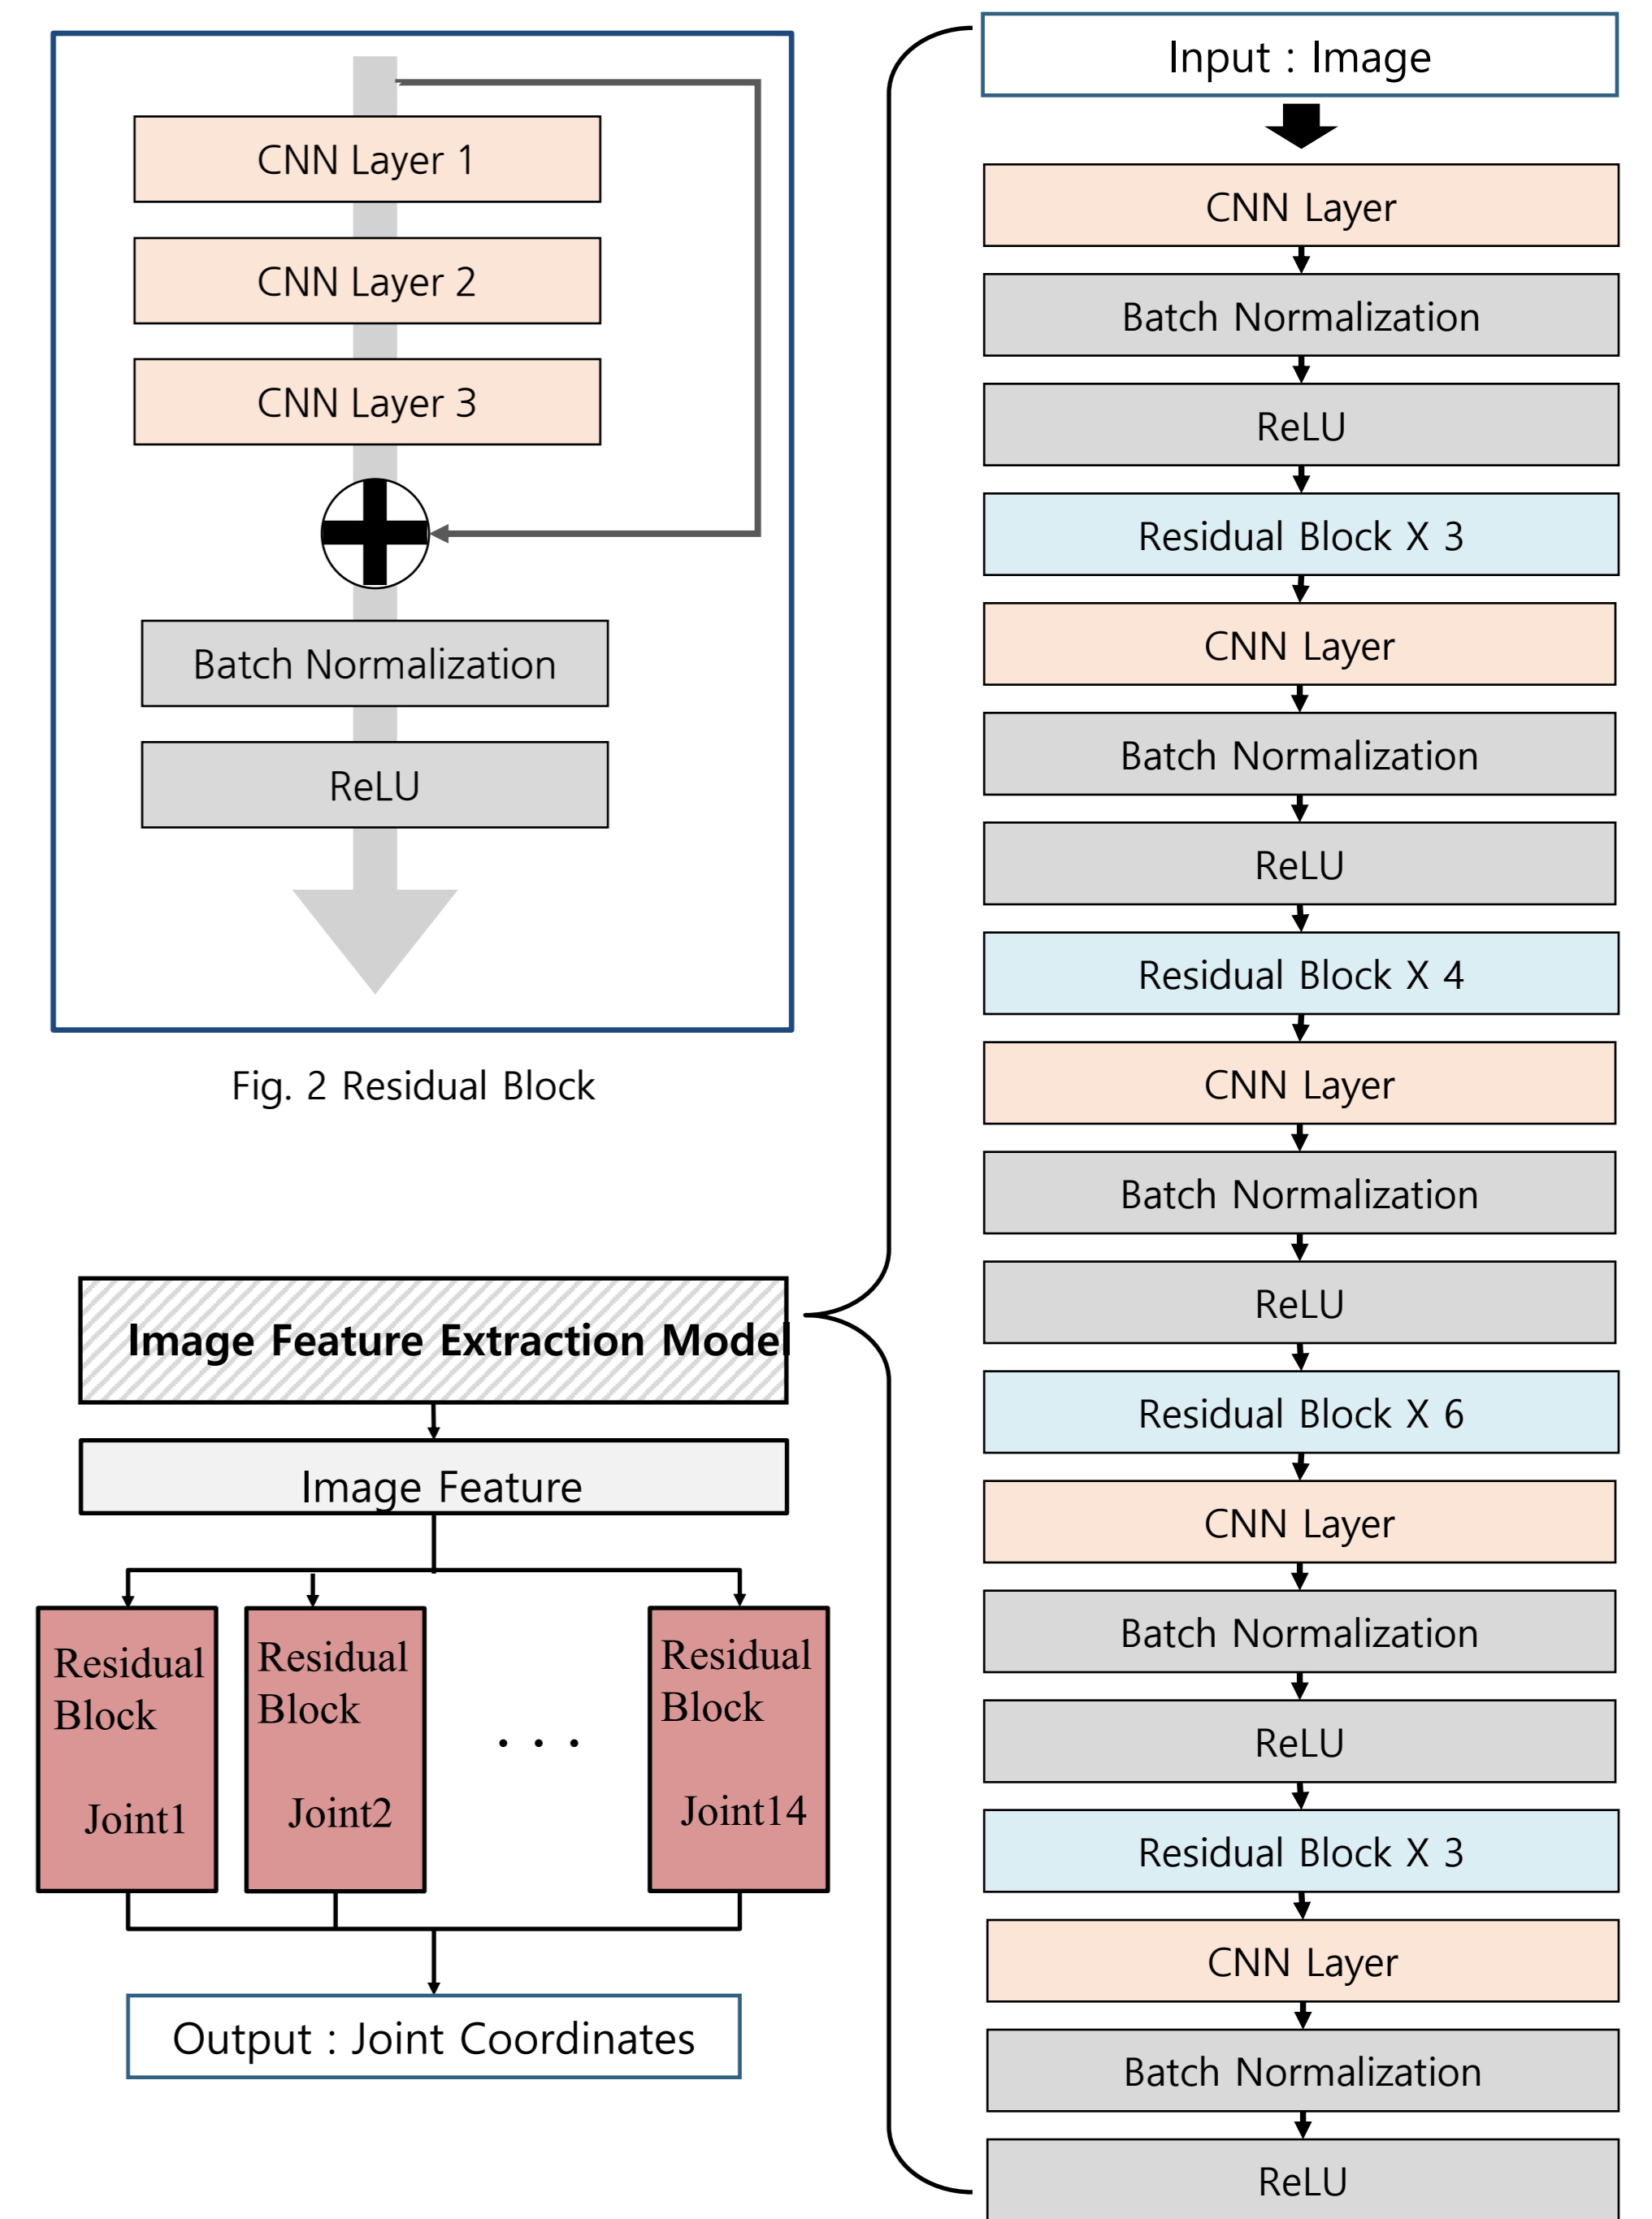 CNN Layer 1
CNN Layer 2
CNN Layer 3
Batch Normalization
ReLU
Fig. 2 Residual Block
Image Feature Extraction Model
Image Feature
Residual
Block
Joint1
Residual
Block
Joint2
. . .
Residual
Block
Joint14
Output : Joint Coordinates
Input : Image
CNN Layer
Batch Normalization
ReLU
Residual Block X 3
CNN Layer
Batch Normalization
ReLU
Residual Block X 4
CNN Layer
Batch Normalization
ReLU
Residual Block X 6
CNN Layer
Batch Normalization
ReLU
Residual Block X 3
CNN Layer
Batch Normalization
ReLU